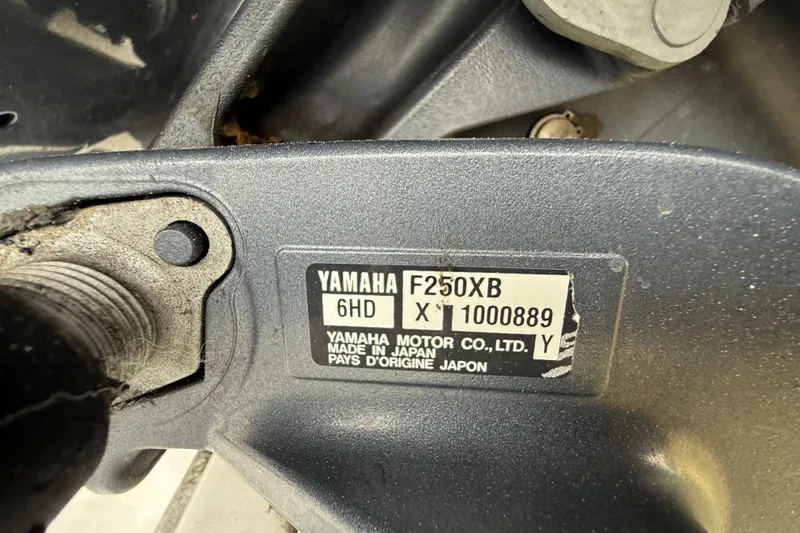 YAMAHA F250XB
6HD X 1000889
YAMAHA MOTOR CO.,LTD. Y
MADE IN JAPAN
PAYS D'ORIGINE JAPON